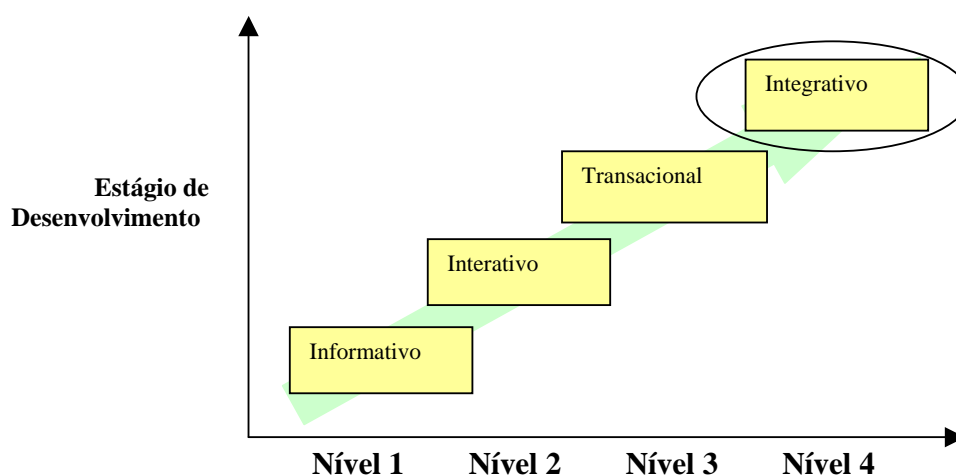 Integrativo
Transacional
Estágio de
Desenvolvimento
Interativo
Informativo
Nível 1
Nível 2
Nível 3
Nível 4